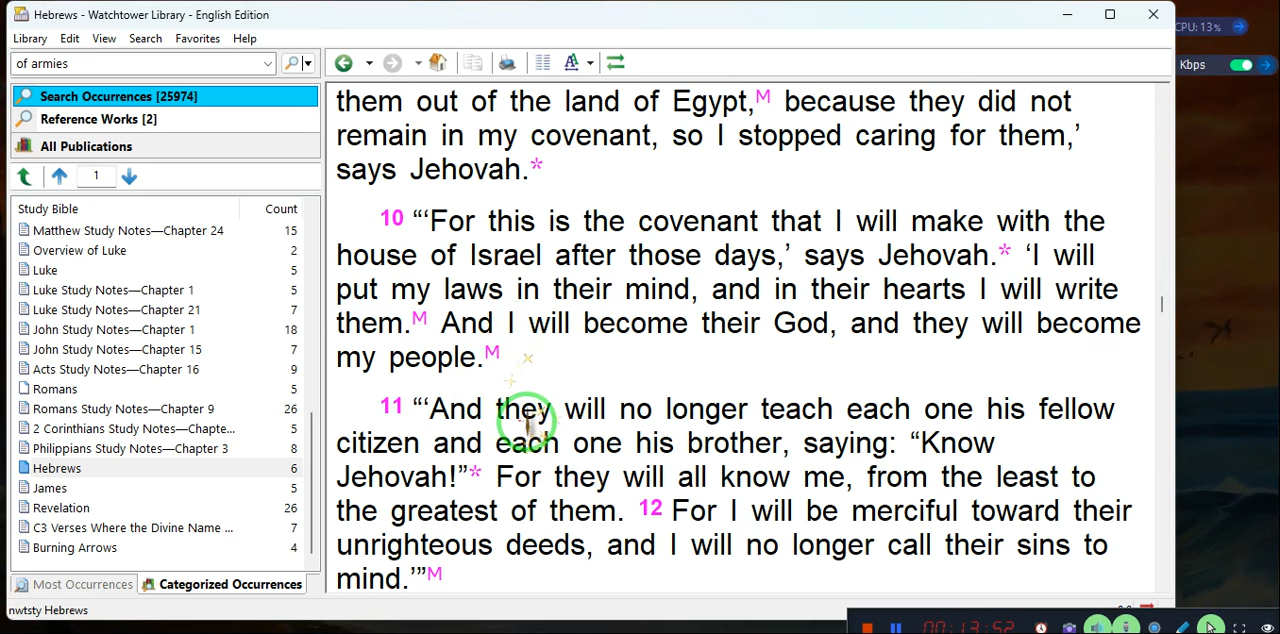 Hebrews - Watchtower Library - English Edition
CPU: 13%
Library Edit View Search Favorites Help
of armies
Kbps
Search Occurrences [25974]
Reference Works [2]
All Publications
1
Study Bible Count
Matthew Study Notes—Chapter 24 15
Overview of Luke 2
Luke 5
Luke Study Notes—Chapter 1 5
Luke Study Notes—Chapter 21 7
John Study Notes—Chapter 1 18
John Study Notes—Chapter 15 7
Acts Study Notes—Chapter 16 9
Romans 5
Romans Study Notes—Chapter 9 26
2 Corinthians Study Notes—Chapte... 5
Philippians Study Notes—Chapter 3 8
Hebrews 6
James 5
Revelation 26
C3 Verses Where the Divine Name ... 7
Burning Arrows 4
Most Occurrences Categorized Occurrences
nwtsty Hebrews
them out of the land of Egypt,M because they did not
remain in my covenant, so I stopped caring for them,’
says Jehovah.*
10 “‘For this is the covenant that I will make with the
house of Israel after those days,’ says Jehovah.* ‘I will
put my laws in their mind, and in their hearts I will write
them.M And I will become their God, and they will become
my people.M
11 “‘And they will no longer teach each one his fellow
citizen and each one his brother, saying: “Know
Jehovah!”* For they will all know me, from the least to
the greatest of them. 12 For I will be merciful toward their
unrighteous deeds, and I will no longer call their sins to
mind.’”M
00:13:52